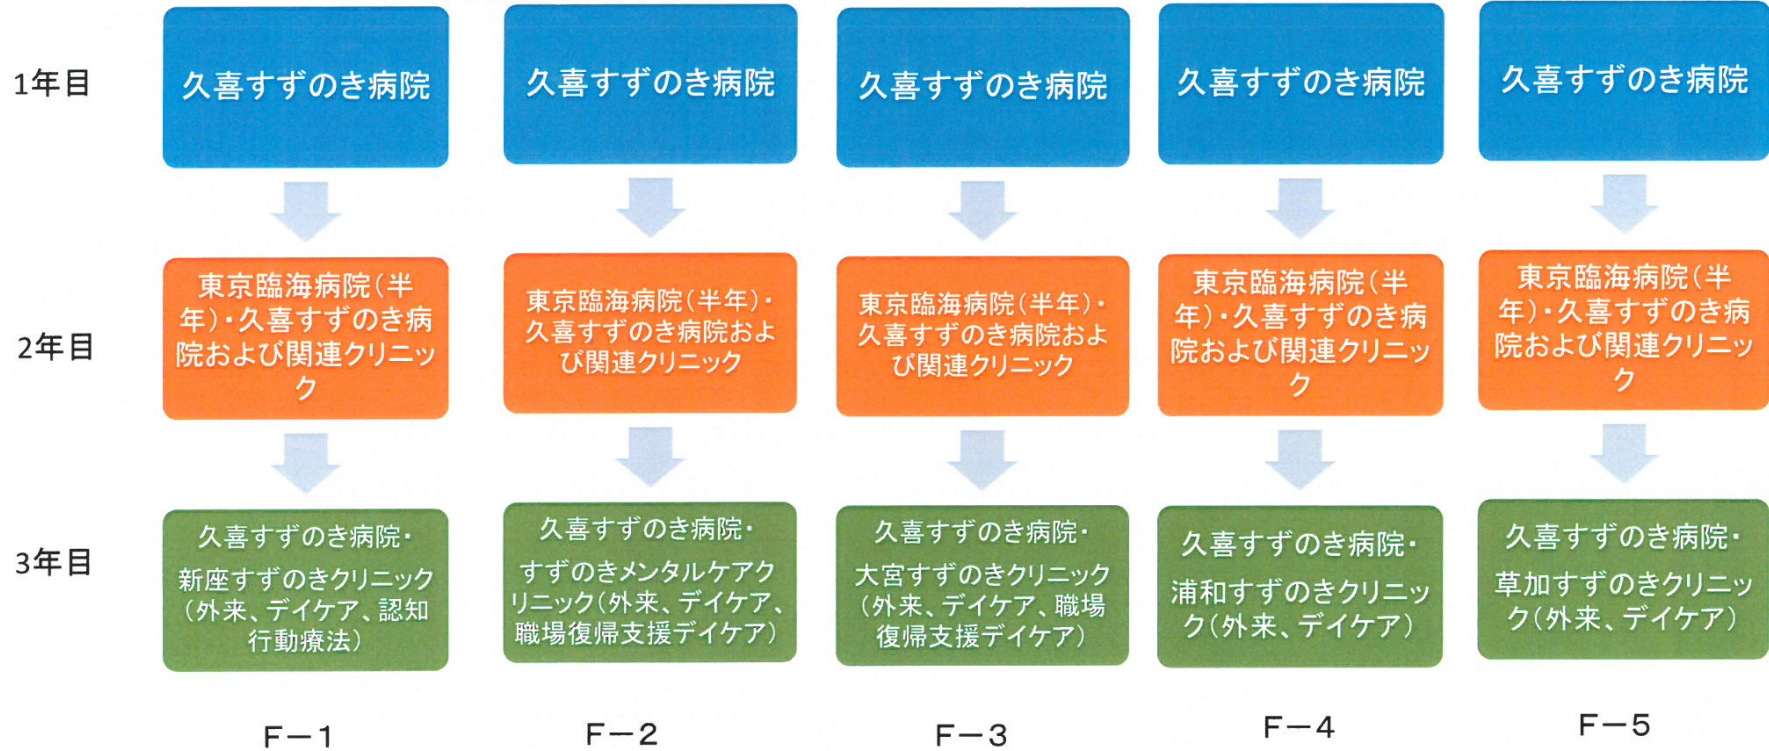 1年目
久喜すずのき病院
久喜すずのき病院
久喜すずのき病院
久喜すずのき病院
久喜すずのき病院
2年目
東京臨海病院(半
年)・久喜すずのき病
院および関連クリニッ
ク
東京臨海病院(半年)・
久喜すずのき病院およ
び関連クリニック
東京臨海病院(半年)・
久喜すずのき病院およ
び関連クリニック
東京臨海病院(半
年)・久喜すずのき病
院および関連クリニッ
ク
東京臨海病院(半
年)・久喜すずのき病
院および関連クリニッ
ク
3年目
久喜すずのき病院・
新座すずのきクリニック
(外来、デイケア、認知
行動療法)
久喜すずのき病院・
すずのきメンタルケアク
リニック(外来、デイケア、
職場復帰支援デイケア)
久喜すずのき病院・
大宮すずのきクリニック
(外来、デイケア、職場
復帰支援デイケア)
久喜すずのき病院・
浦和すずのきクリニッ
ク(外来、デイケア)
久喜すずのき病院・
草加すずのきクリニッ
ク(外来、デイケア)
F－1
F－2
F－3
F－4
F－5